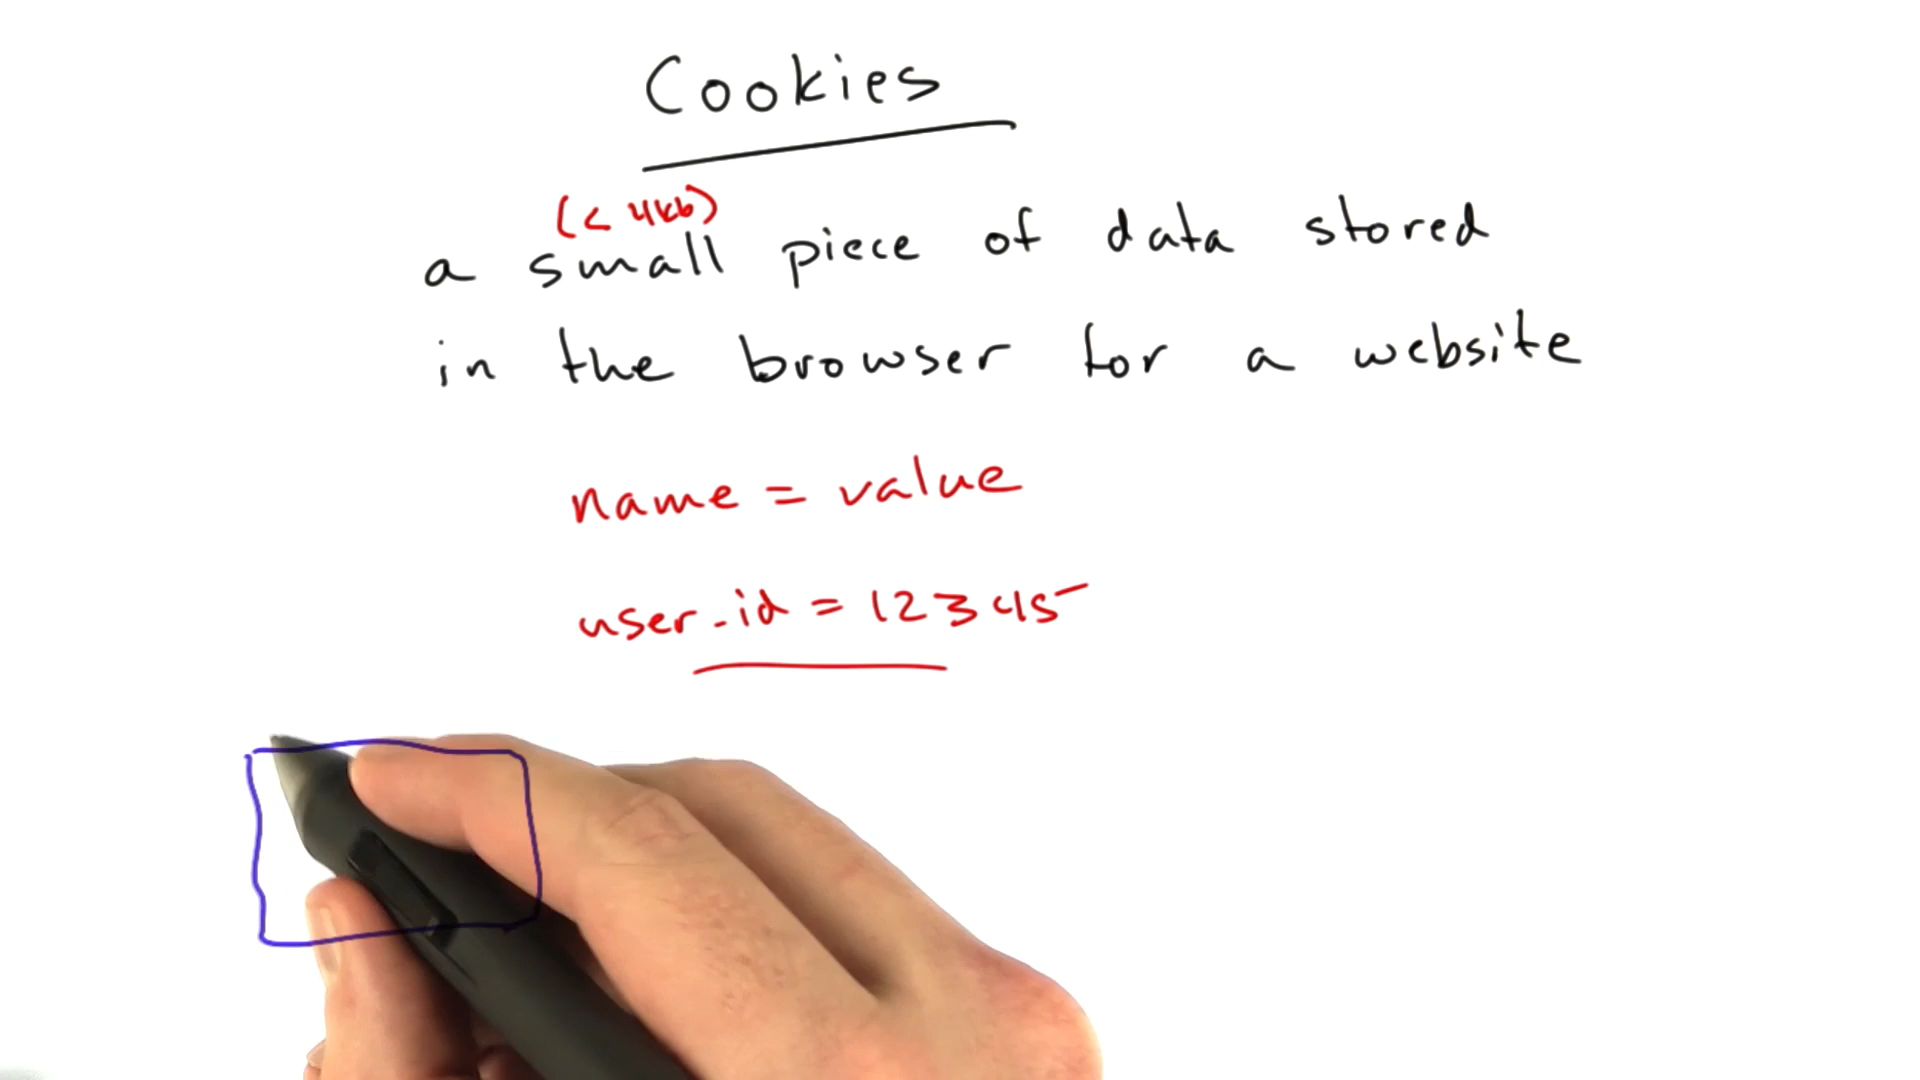 Cookies
(< 4kb)
a small piece of data stored
in the browser for a website
name = value
user_id = 12345